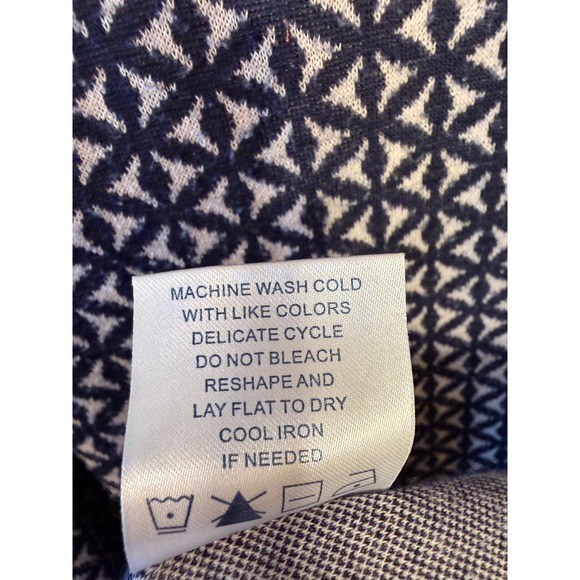 MACHINE WASH COLD
WITH LIKE COLORS
DELICATE CYCLE
DO NOT BLEACH
RESHAPE AND
LAY FLAT TO DRY
COOL IRON
IF NEEDED